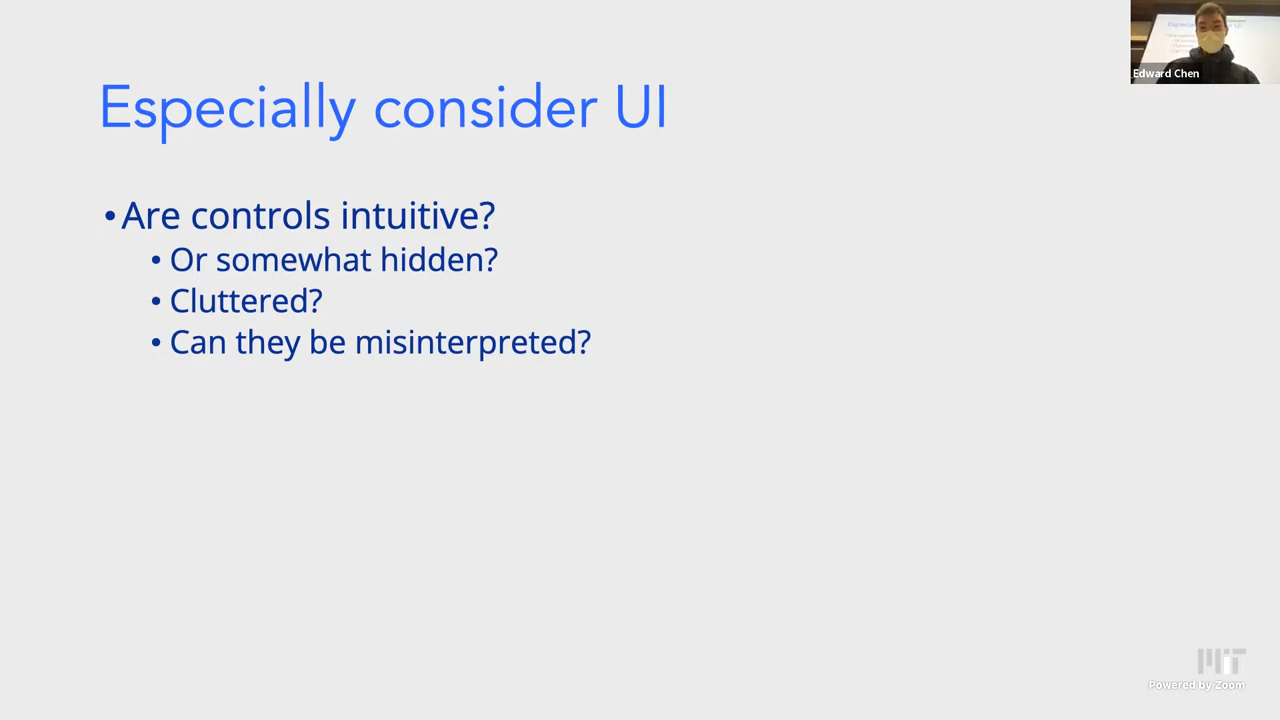 Especially consider UI
Edward Chen
•Are controls intuitive?
• Or somewhat hidden?
• Cluttered?
• Can they be misinterpreted?
MIT
Powered by Zoom